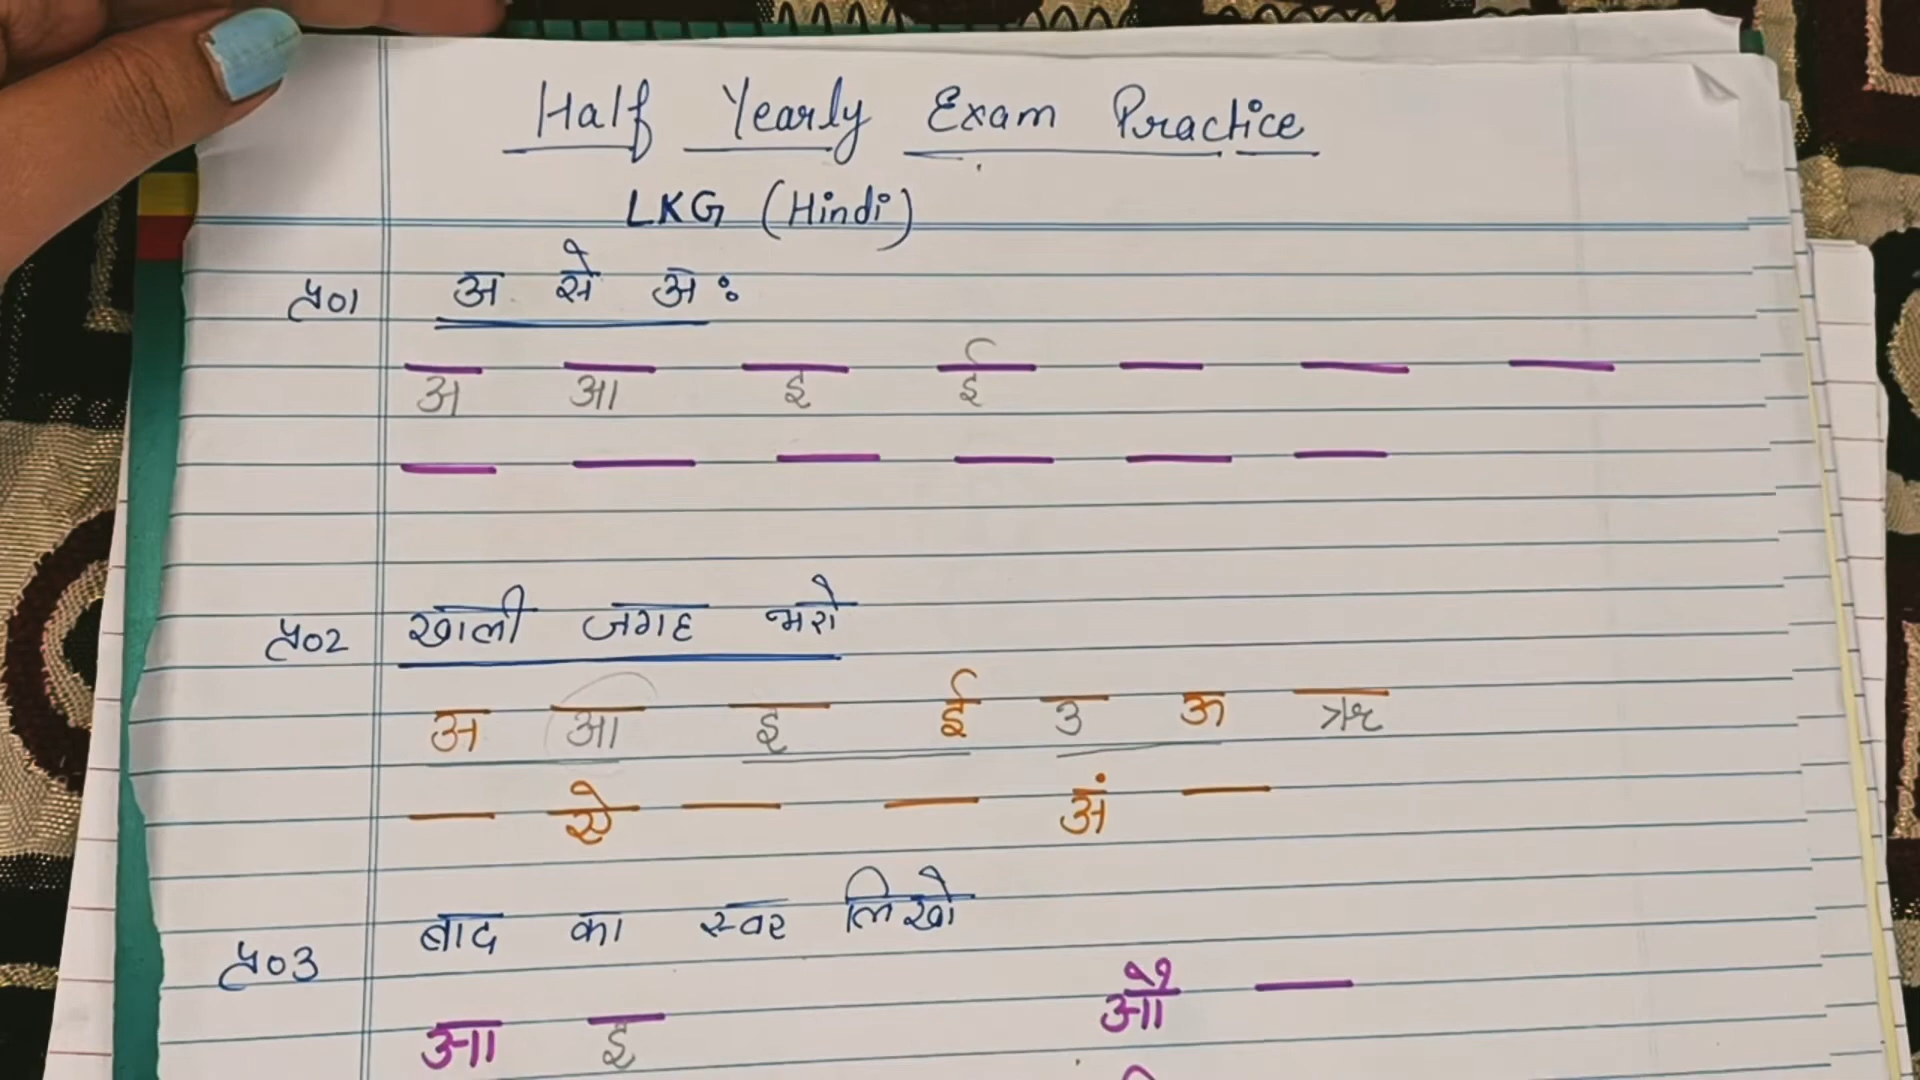 Half Yearly Exam Practice
LKG (Hindi)
प्र01 अ से अः
अ आ इ ई
प्र02 खाली जगह भरो
अ आ इ ई उ ऊ ऋ
ऐ अं
प्र03 बाद का स्वर लिखो
आ इ औ